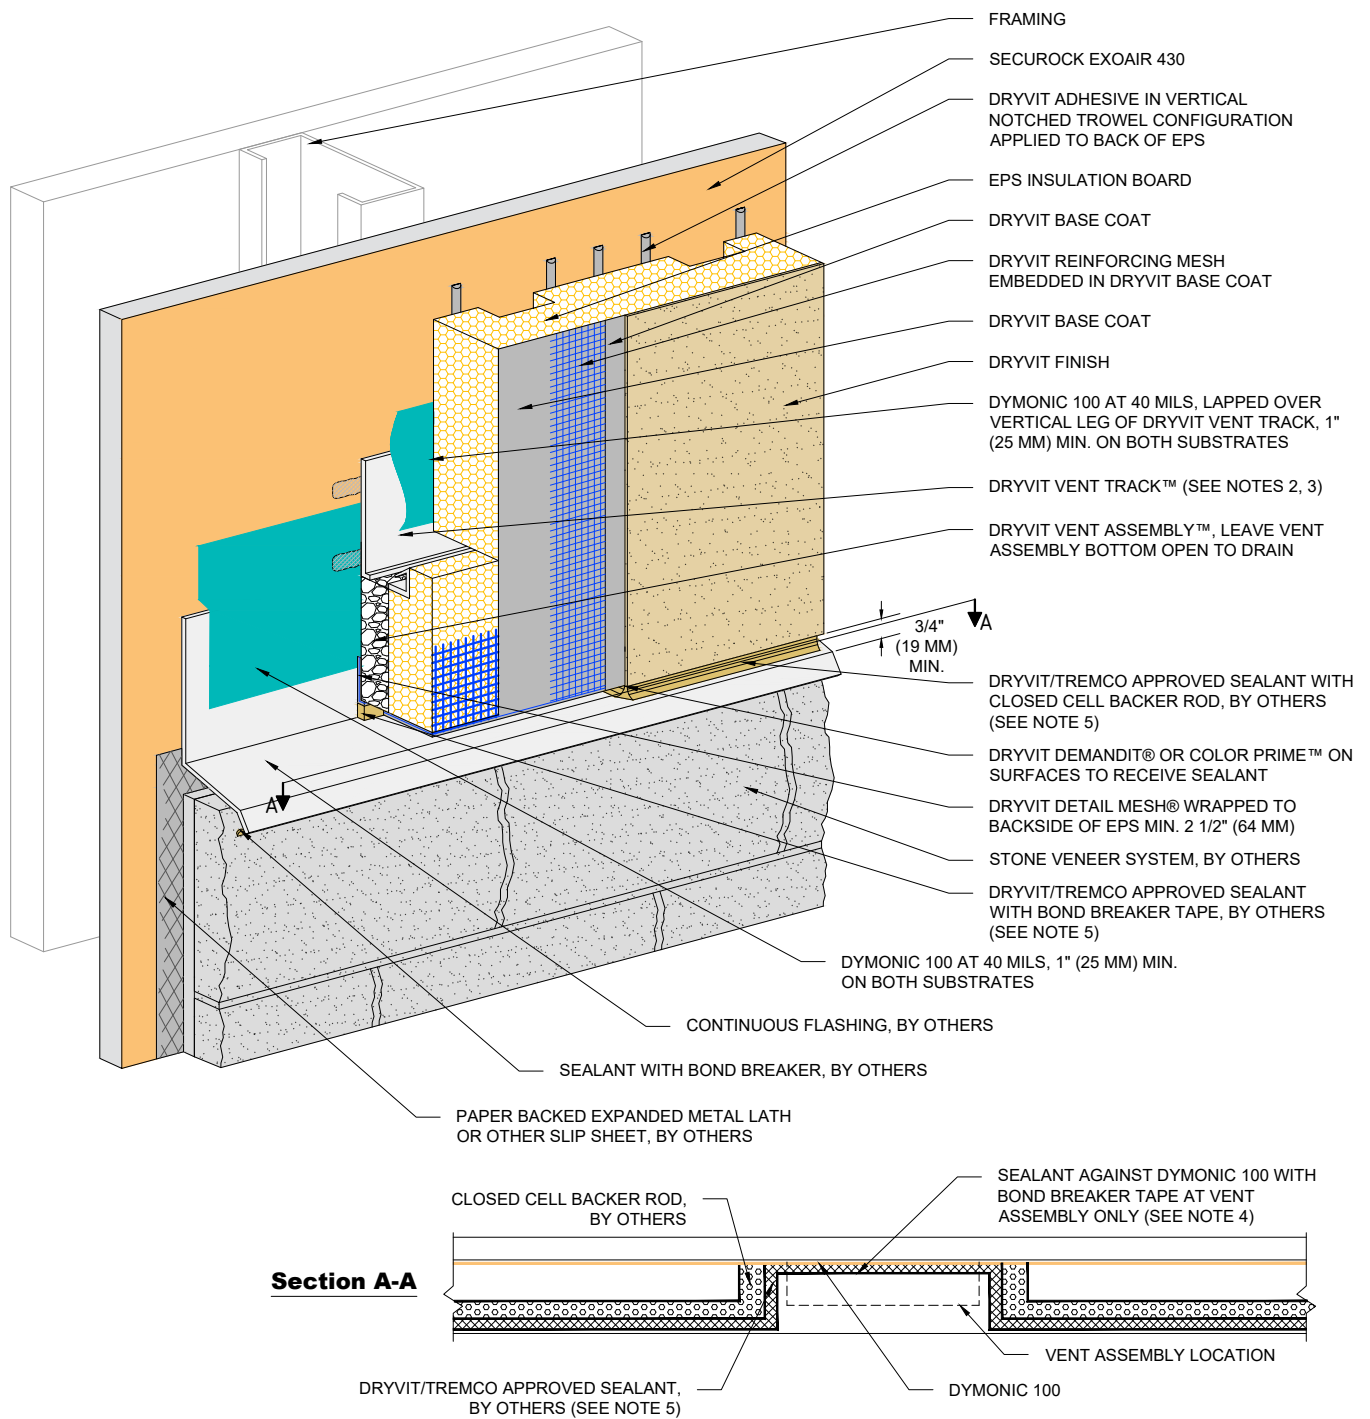 FRAMING
SECUROCK EXOAIR 430
DRYVIT ADHESIVE IN VERTICAL
NOTCHED TROWEL CONFIGURATION
APPLIED TO BACK OF EPS
EPS INSULATION BOARD
DRYVIT BASE COAT
DRYVIT REINFORCING MESH
EMBEDDED IN DRYVIT BASE COAT
DRYVIT BASE COAT
DRYVIT FINISH
DYMONIC 100 AT 40 MILS, LAPPED OVER
VERTICAL LEG OF DRYVIT VENT TRACK, 1"
(25 MM) MIN. ON BOTH SUBSTRATES
DRYVIT VENT TRACK™ (SEE NOTES 2, 3)
DRYVIT VENT ASSEMBLY™, LEAVE VENT
ASSEMBLY BOTTOM OPEN TO DRAIN
A
3/4"
(19 MM)
MIN.
DRYVIT/TREMCO APPROVED SEALANT WITH
CLOSED CELL BACKER ROD, BY OTHERS
(SEE NOTE 5)
DRYVIT DEMANDIT® OR COLOR PRIME™ ON
SURFACES TO RECEIVE SEALANT
A
DRYVIT DETAIL MESH® WRAPPED TO
BACKSIDE OF EPS MIN. 2 1/2" (64 MM)
STONE VENEER SYSTEM, BY OTHERS
DRYVIT/TREMCO APPROVED SEALANT
WITH BOND BREAKER TAPE, BY OTHERS
(SEE NOTE 5)
DYMONIC 100 AT 40 MILS, 1" (25 MM) MIN.
ON BOTH SUBSTRATES
CONTINUOUS FLASHING, BY OTHERS
SEALANT WITH BOND BREAKER, BY OTHERS
PAPER BACKED EXPANDED METAL LATH
OR OTHER SLIP SHEET, BY OTHERS
SEALANT AGAINST DYMONIC 100 WITH
BOND BREAKER TAPE AT VENT
ASSEMBLY ONLY (SEE NOTE 4)
CLOSED CELL BACKER ROD,
BY OTHERS
Section A-A
VENT ASSEMBLY LOCATION
DRYVIT/TREMCO APPROVED SEALANT,
BY OTHERS (SEE NOTE 5)
DYMONIC 100